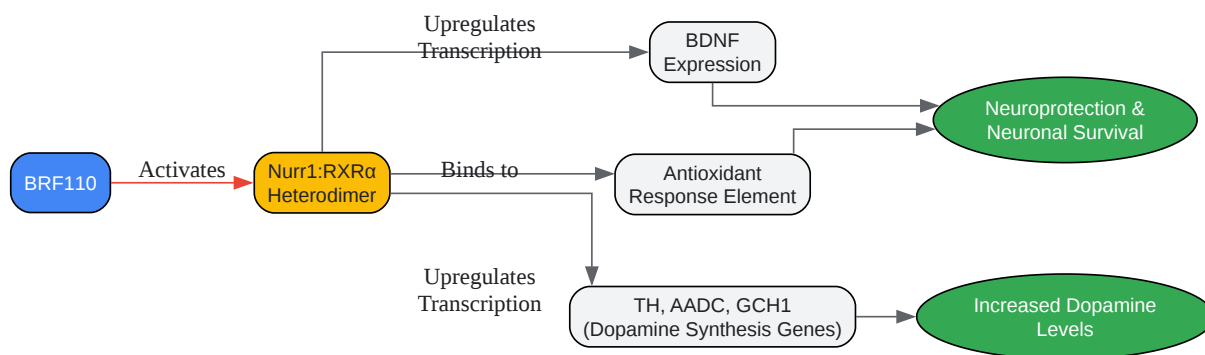 Upregulates
Transcription
BDNF
Expression
Neuroprotection &
Neuronal Survival
BRF110
Activates
Nurr1:RXRα
Heterodimer
Binds to
Antioxidant
Response Element
Upregulates
Transcription
TH, AADC, GCH1
(Dopamine Synthesis Genes)
Increased Dopamine
Levels